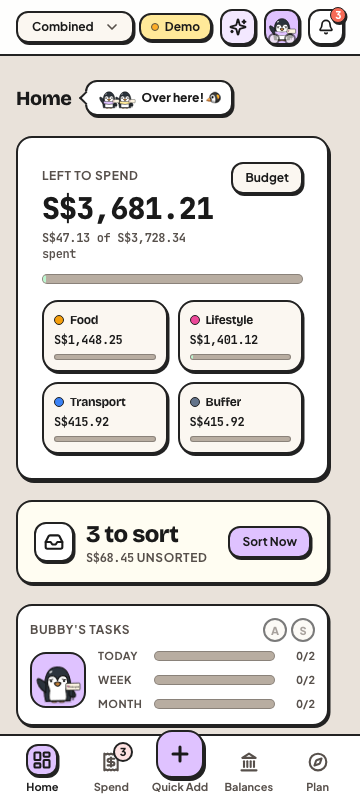 Combined
Demo
3
Home
Over here!
LEFT TO SPEND
Budget
S$3,681.21
S$47.13 of S$3,728.34
spent
Food
S$1,448.25
Lifestyle
S$1,401.12
Transport
S$415.92
Buffer
S$415.92
3 to sort
S$68.45 UNSORTED
Sort Now
BUBBY'S TASKS
A S
TODAY 0/2
WEEK 0/2
MONTH 0/2
3
Home
Spend
Quick Add
Balances
Plan